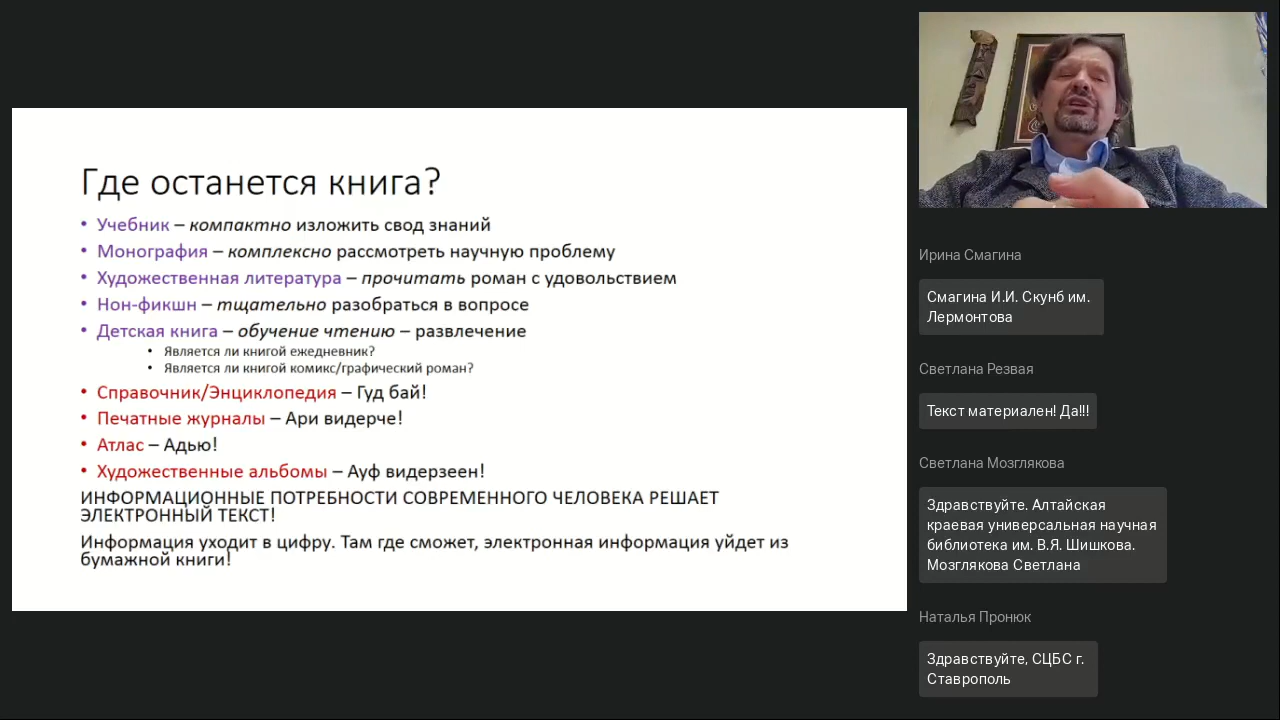 Где останется книга?
• Учебник – компактно изложить свод знаний
• Монография – комплексно рассмотреть научную проблему
• Художественная литература – прочитать роман с удовольствием
• Нон-фикшн – тщательно разобраться в вопросе
• Детская книга – обучение чтению – развлечение
• Является ли книгой ежедневник?
• Является ли книгой комикс/графический роман?
• Справочник/Энциклопедия – Гуд бай!
• Печатные журналы – Ари видерче!
• Атлас – Адью!
• Художественные альбомы – Ауф видерзеен!
ИНФОРМАЦИОННЫЕ ПОТРЕБНОСТИ СОВРЕМЕННОГО ЧЕЛОВЕКА РЕШАЕТ
ЭЛЕКТРОННЫЙ ТЕКСТ!
Информация уходит в цифру. Там где сможет, электронная информация уйдет из
бумажной книги!
Ирина Смагина
Смагина И.И. Скунб им.
Лермонтова
Светлана Резвая
Текст материален! Да!!!
Светлана Мозглякова
Здравствуйте. Алтайская
краевая универсальная научная
библиотека им. В.Я. Шишкова.
Мозглякова Светлана
Наталья Пронюк
Здравствуйте, СЦБС г.
Ставрополь